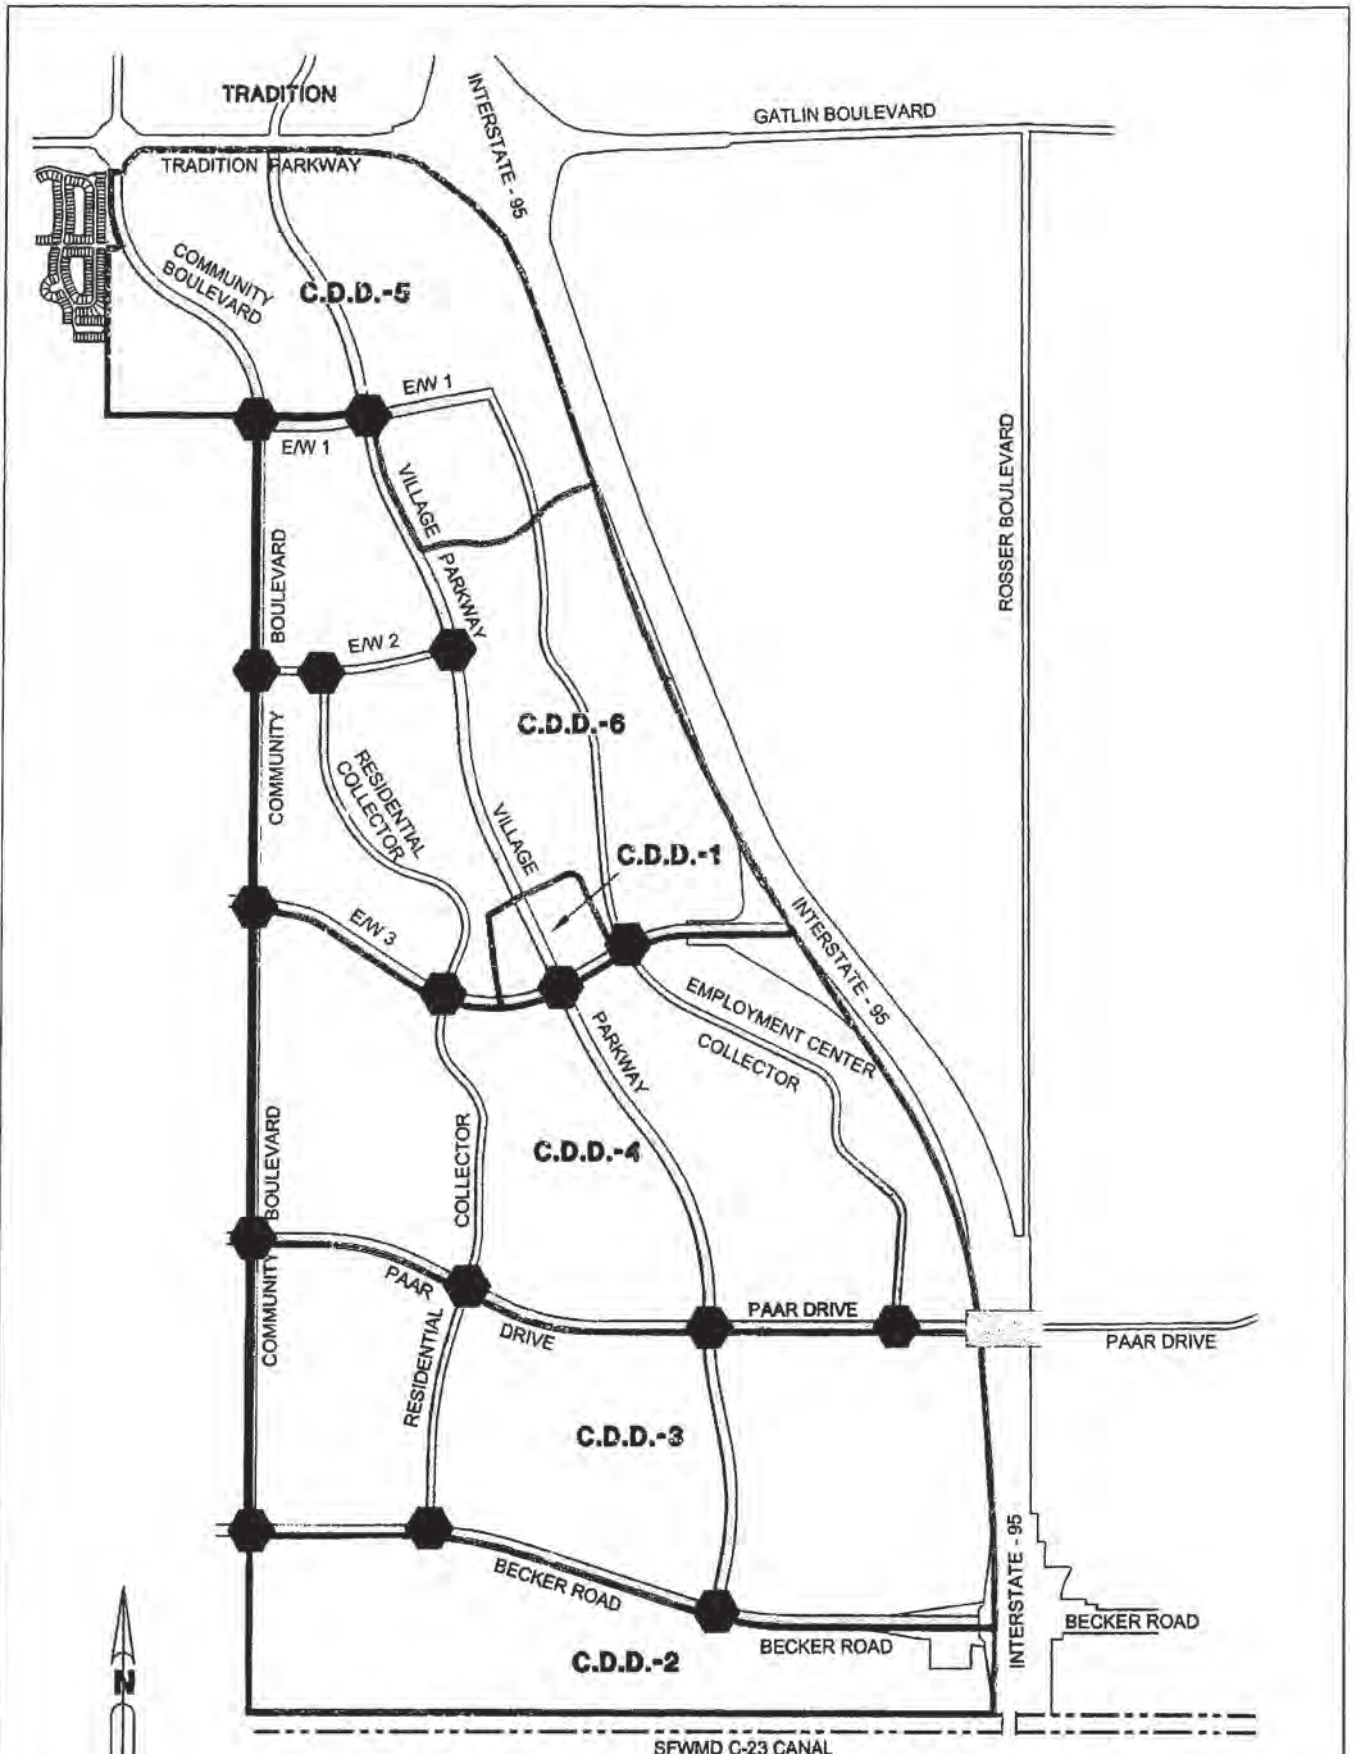 TRADITION
INTERSTATE - 95
GATLIN BOULEVARD
TRADITION PARKWAY
COMMUNITY
BOULEVARD
C.D.D.-5
E/W 1
E/W 1
ROSSER BOULEVARD
VILLAGE
PARKWAY
BOULEVARD
E/W 2
C.D.D.-6
COMMUNITY
RESIDENTIAL
COLLECTOR
VILLAGE
C.D.D.-1
E/W 3
INTERSTATE - 95
EMPLOYMENT CENTER
COLLECTOR
PARKWAY
BOULEVARD
COLLECTOR
C.D.D.-4
COMMUNITY
PAAR
DRIVE
PAAR DRIVE
PAAR DRIVE
RESIDENTIAL
C.D.D.-3
BECKER ROAD
INTERSTATE - 95
BECKER ROAD
BECKER ROAD
C.D.D.-2
N
SFWMD C-23 CANAL